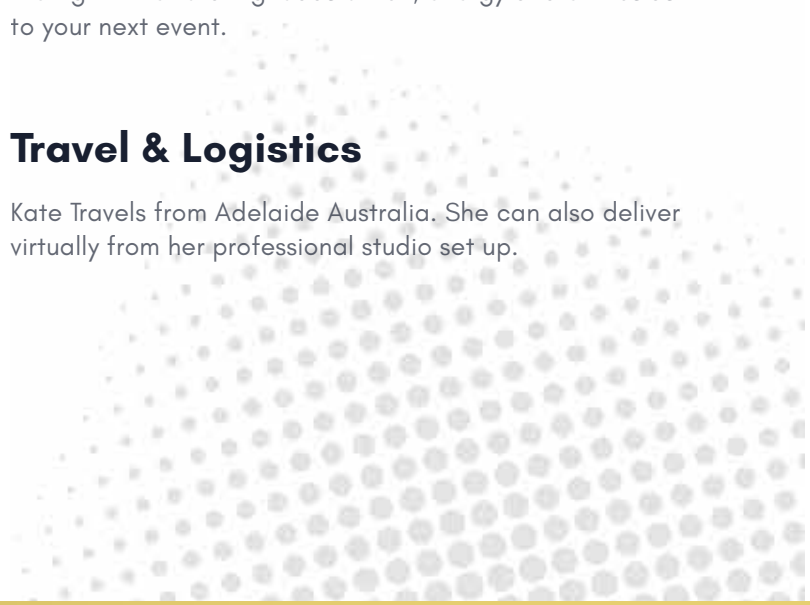 to your next event.
Travel & Logistics
Kate Travels from Adelaide Australia. She can also deliver
virtually from her professional studio set up.